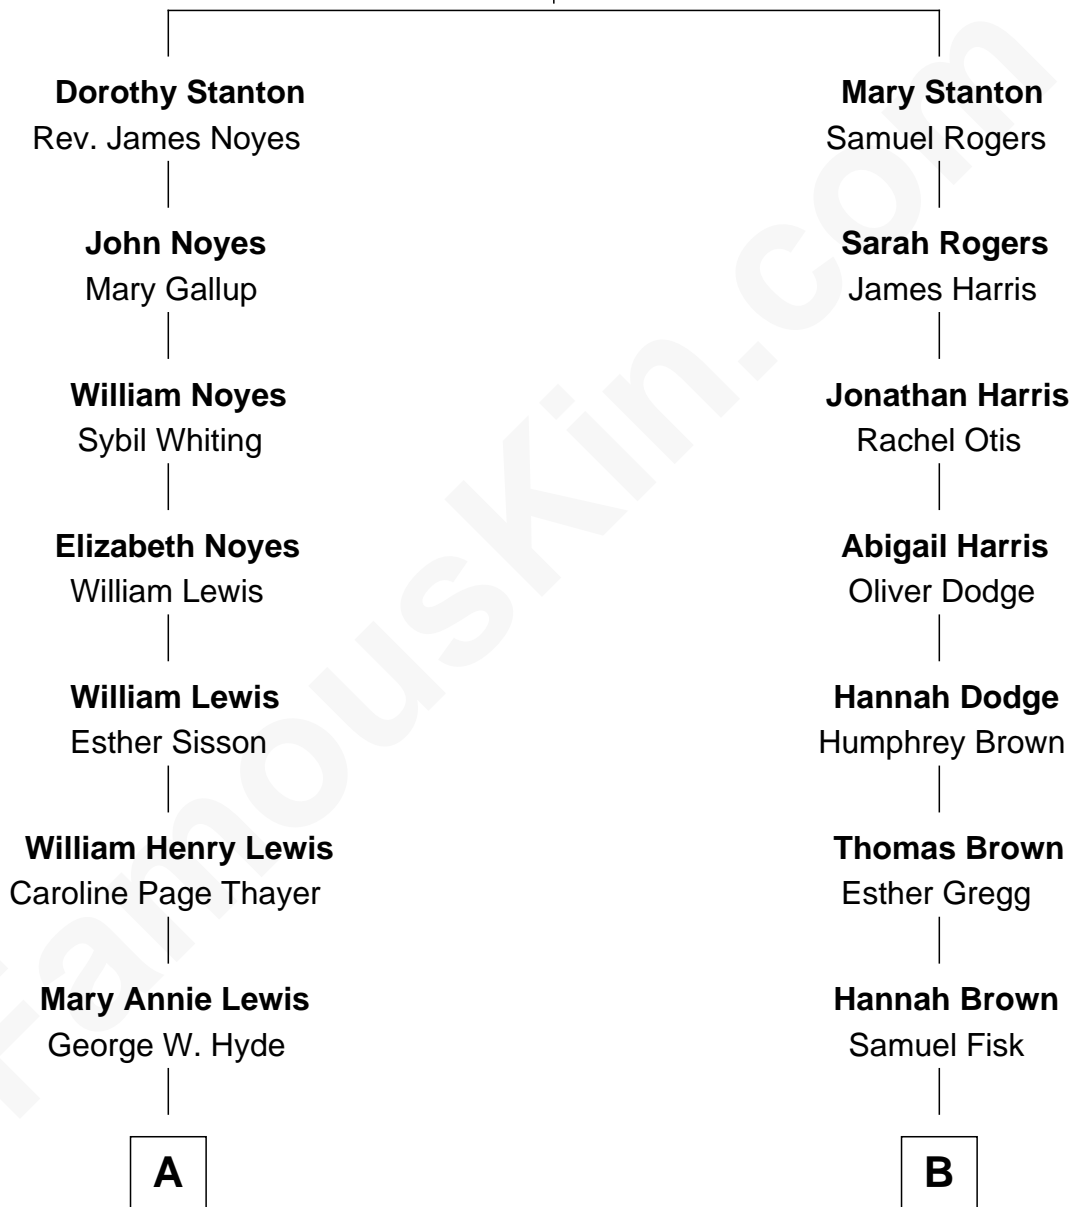 Dorothy Stanton
Rev. James Noyes
John Noyes
Mary Gallup
William Noyes
Sybil Whiting
Elizabeth Noyes
William Lewis
William Lewis
Esther Sisson
William Henry Lewis
Caroline Page Thayer
Mary Annie Lewis
George W. Hyde
A
Mary Stanton
Samuel Rogers
Sarah Rogers
James Harris
Jonathan Harris
Rachel Otis
Abigail Harris
Oliver Dodge
Hannah Dodge
Humphrey Brown
Thomas Brown
Esther Gregg
Hannah Brown
Samuel Fisk
B
FamousKin.com